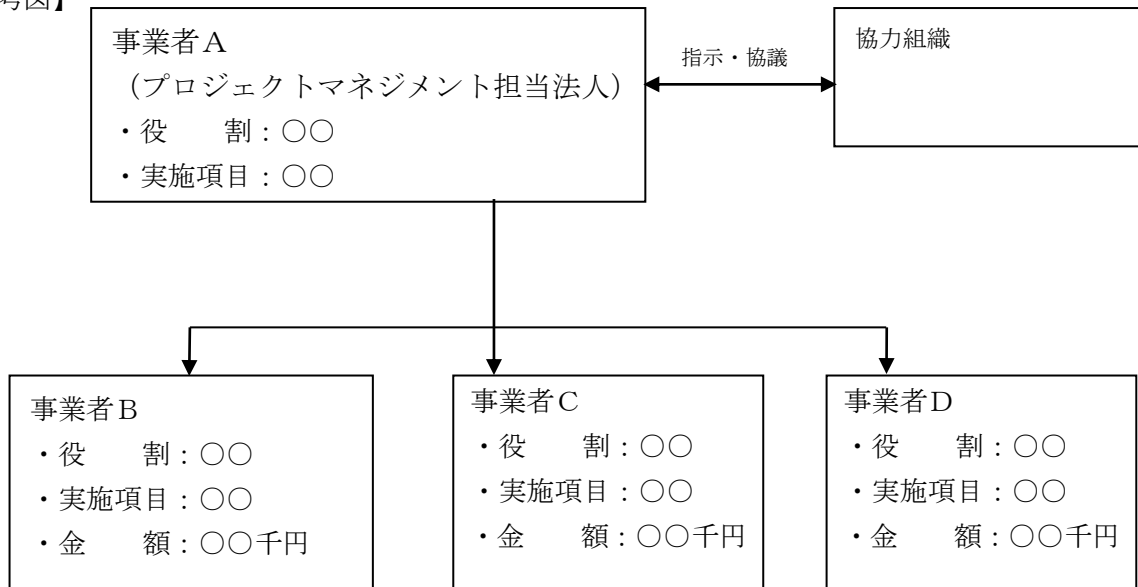 考図】
事業者Ａ
（プロジェクトマネジメント担当法人）
・役　　割：〇〇
・実施項目：〇〇
指示・協議
協力組織
事業者Ｂ
・役　　割：〇〇
・実施項目：〇〇
・金　　額：〇〇千円
事業者Ｃ
・役　　割：〇〇
・実施項目：〇〇
・金　　額：〇〇千円
事業者Ｄ
・役　　割：〇〇
・実施項目：〇〇
・金　　額：〇〇千円